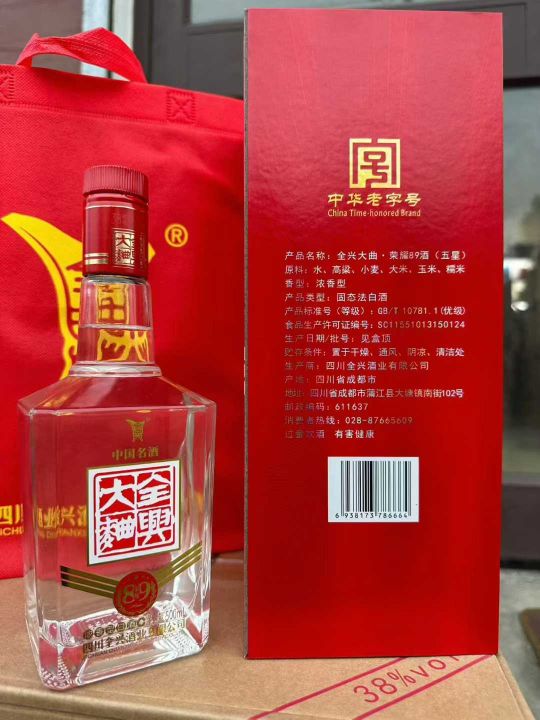 中华老字号
China Time-honored Brand
产品名称：全兴大曲·荣耀89酒（五星）
原料：水、高粱、小麦、大米、玉米、糯米
香型：浓香型
产品类型：固态法白酒
产品标准号（等级）：GB/T 10781.1(优级)
食品生产许可证编号：SC11551013150124
生产日期/批号：见盒顶
贮存条件：置于干燥、通风、阴凉、清洁处
生产商：四川全兴酒业有限公司
产地：四川省成都市
地址：四川省成都市蒲江县大塘镇南街102号
邮政编码：611637
消费者热线：028-87665609
过量饮酒 有害健康
6938173786664
全興
大曲
中国名酒
全興
大麯
89
500mL
四川全兴酒业有限公司
®
38%vol